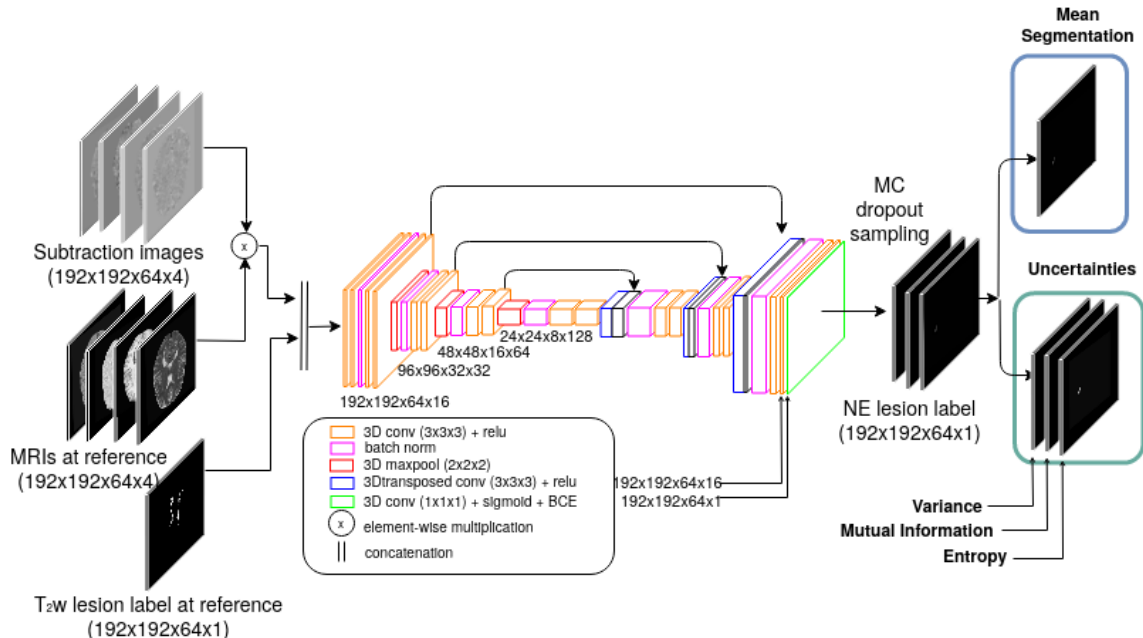 Mean
Segmentation
Subtraction images
(192x192x64x4)
x
MC
dropout
sampling
Uncertainties
24x24x8x128
48x48x16x64
96x96x32x32
192x192x64x16
NE lesion label
(192x192x64x1)
MRIs at reference
(192x192x64x4)
3D conv (3x3x3) + relu
batch norm
3D maxpool (2x2x2)
3Dtransposed conv (3x3x3) + relu
3D conv (1x1x1) + sigmoid + BCE
x element-wise multiplication
concatenation
192x192x64x16
192x192x64x1
Variance
Mutual Information
Entropy
T₂w lesion label at reference
(192x192x64x1)